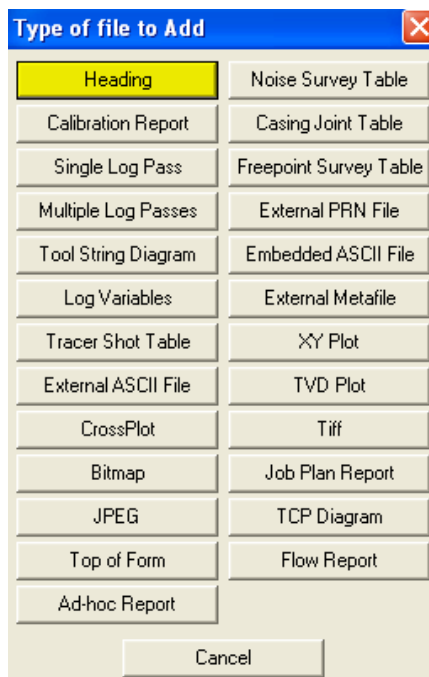 Type of file to Add
Heading
Noise Survey Table
Calibration Report
Casing Joint Table
Single Log Pass
Freepoint Survey Table
Multiple Log Passes
External PRN File
Tool String Diagram
Embedded ASCII File
Log Variables
External Metafile
Tracer Shot Table
XY Plot
External ASCII File
TVD Plot
CrossPlot
Tiff
Bitmap
Job Plan Report
JPEG
TCP Diagram
Top of Form
Flow Report
Ad-hoc Report
Cancel